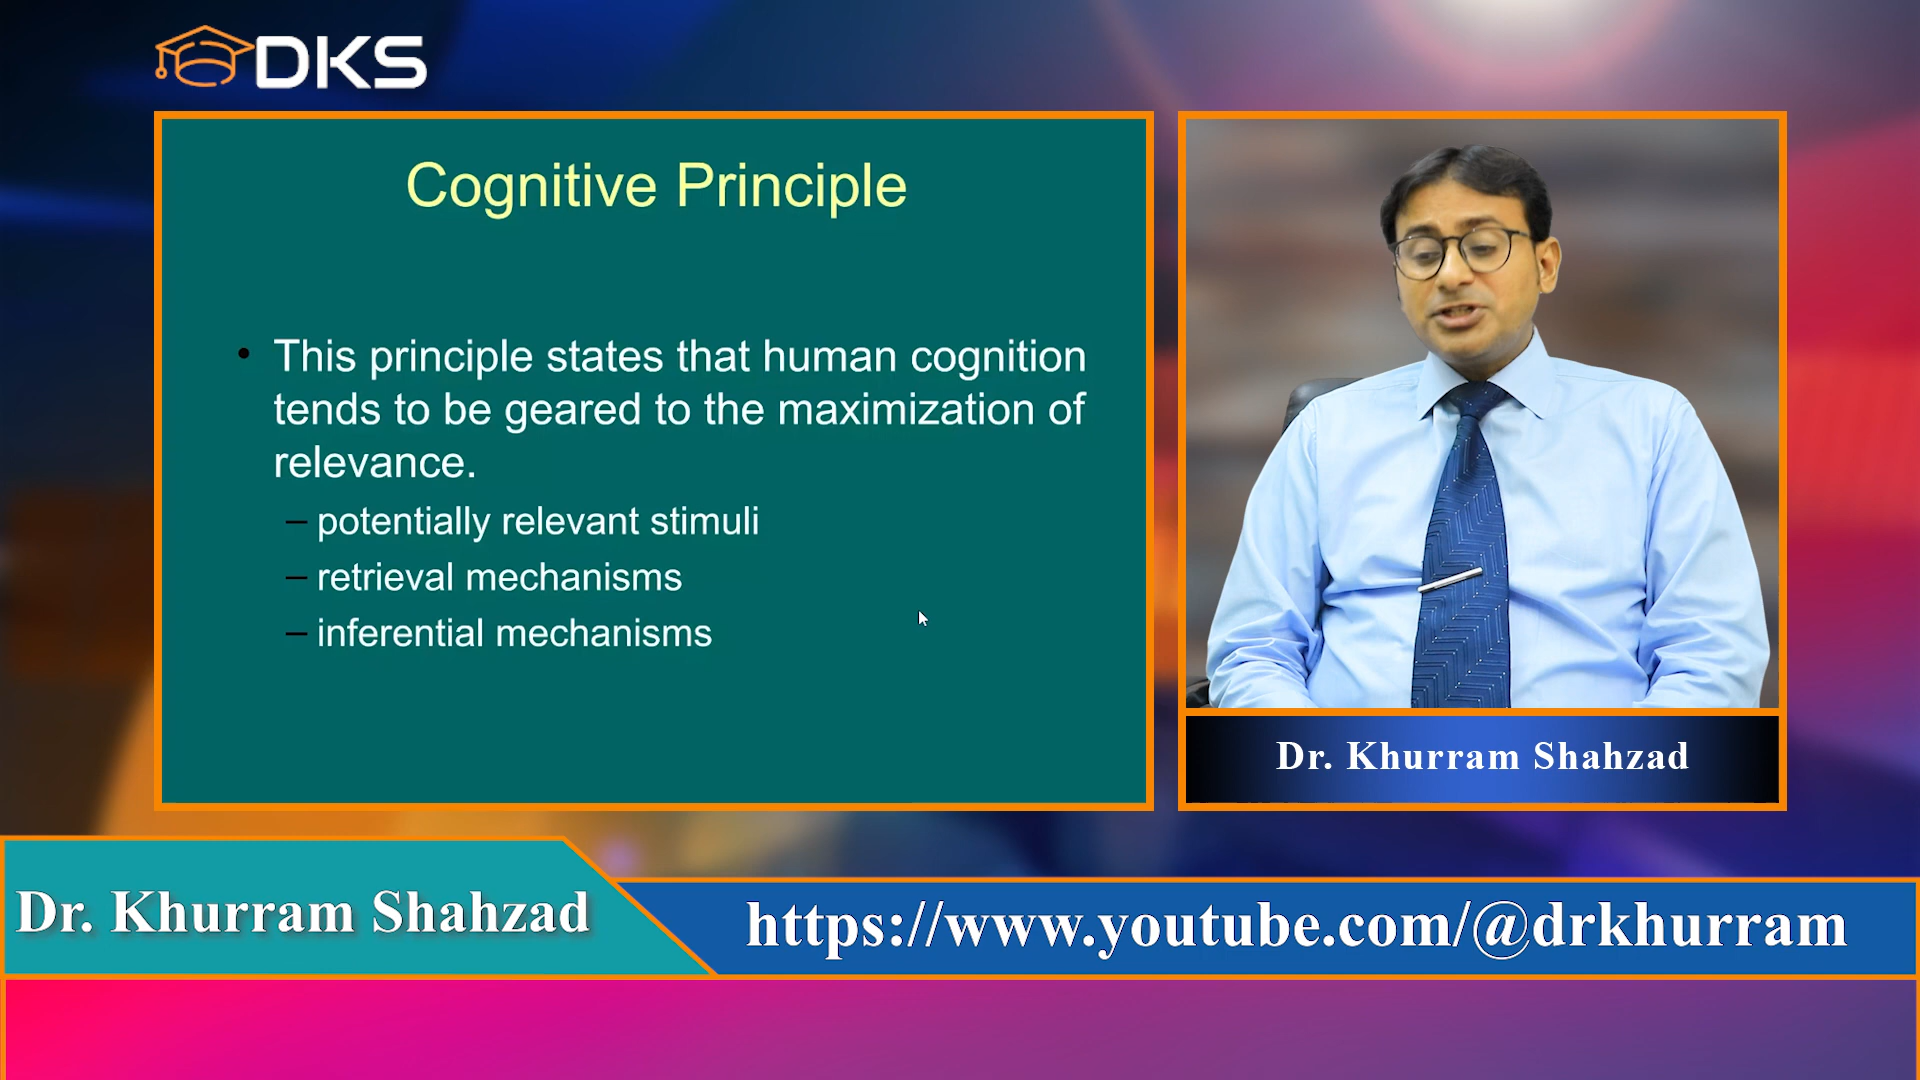 DKS
Cognitive Principle
• This principle states that human cognition
tends to be geared to the maximization of
relevance.
– potentially relevant stimuli
– retrieval mechanisms
– inferential mechanisms
Dr. Khurram Shahzad
Dr. Khurram Shahzad
https://www.youtube.com/@drkhurram